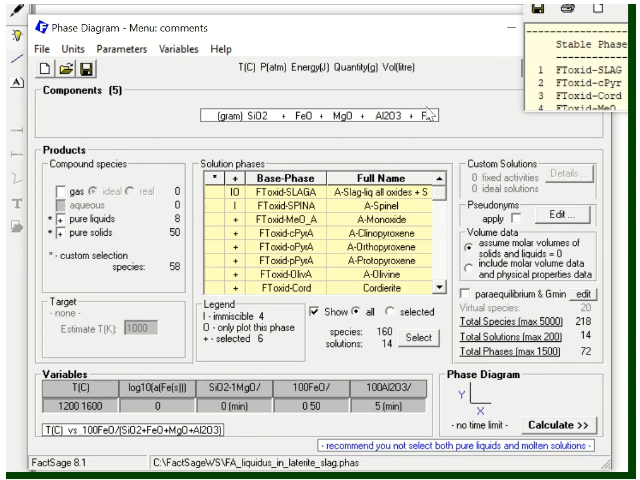 Phase Diagram - Menu: comments
File Units Parameters Variables Help
T(C) P(atm) Energy(J) Quantity(g) Vol(litre)
Stable Phase
1 FToxid-SLAG
2 FToxid-cPyr
3 FToxid-Cord
4 FToxid-MeO
Components (5)
(gram) SiO2 + FeO + MgO + Al2O3 +
Products
Compound species
gas ideal real 0
aqueous 0
* + pure liquids 8
* + pure solids 50
* - custom selection
species: 58
Target
- none -
Estimate T(K): 1000
Solution phases
* + Base-Phase Full Name
IO FToxid-SLAGA A-Slag-liq all oxides + S
I FToxid-SPINA A-Spinel
+ FToxid-MeO_A A-Monoxide
+ FToxid-cPyrA A-Clinopyroxene
+ FToxid-oPyrA A-Orthopyroxene
+ FToxid-pPyrA A-Protopyroxene
+ FToxid-OlivA A-Olivine
+ FToxid-Cord Cordierite
Legend
I - immiscible 4
O - only plot this phase
+ - selected 6
Show all selected
species: 160
solutions: 14
Select
Custom Solutions
0 fixed activities
0 ideal solutions
Details ...
Pseudonyms
apply Edit ...
Volume data
assume molar volumes of
solids and liquids = 0
include molar volume data
and physical properties data
paraequilibrium & Gmin edit
Virtual species: 20
Total Species (max 5000) 218
Total Solutions (max 200) 14
Total Phases (max 1500) 72
Variables
T(C) log10(a(Fe(s))) SiO2-1MgO/ 100FeO/ 100Al2O3/
1200 1600 0 0 (min) 0 50 5 (min)
T(C) vs 100FeO/(SiO2+FeO+MgO+Al2O3)
Phase Diagram
Y
X
- no time limit - Calculate >>
- recommend you not select both pure liquids and molten solutions -
FactSage 8.1 C:\FactSageWS\FA_liquidus_in_laterite_slag.phas